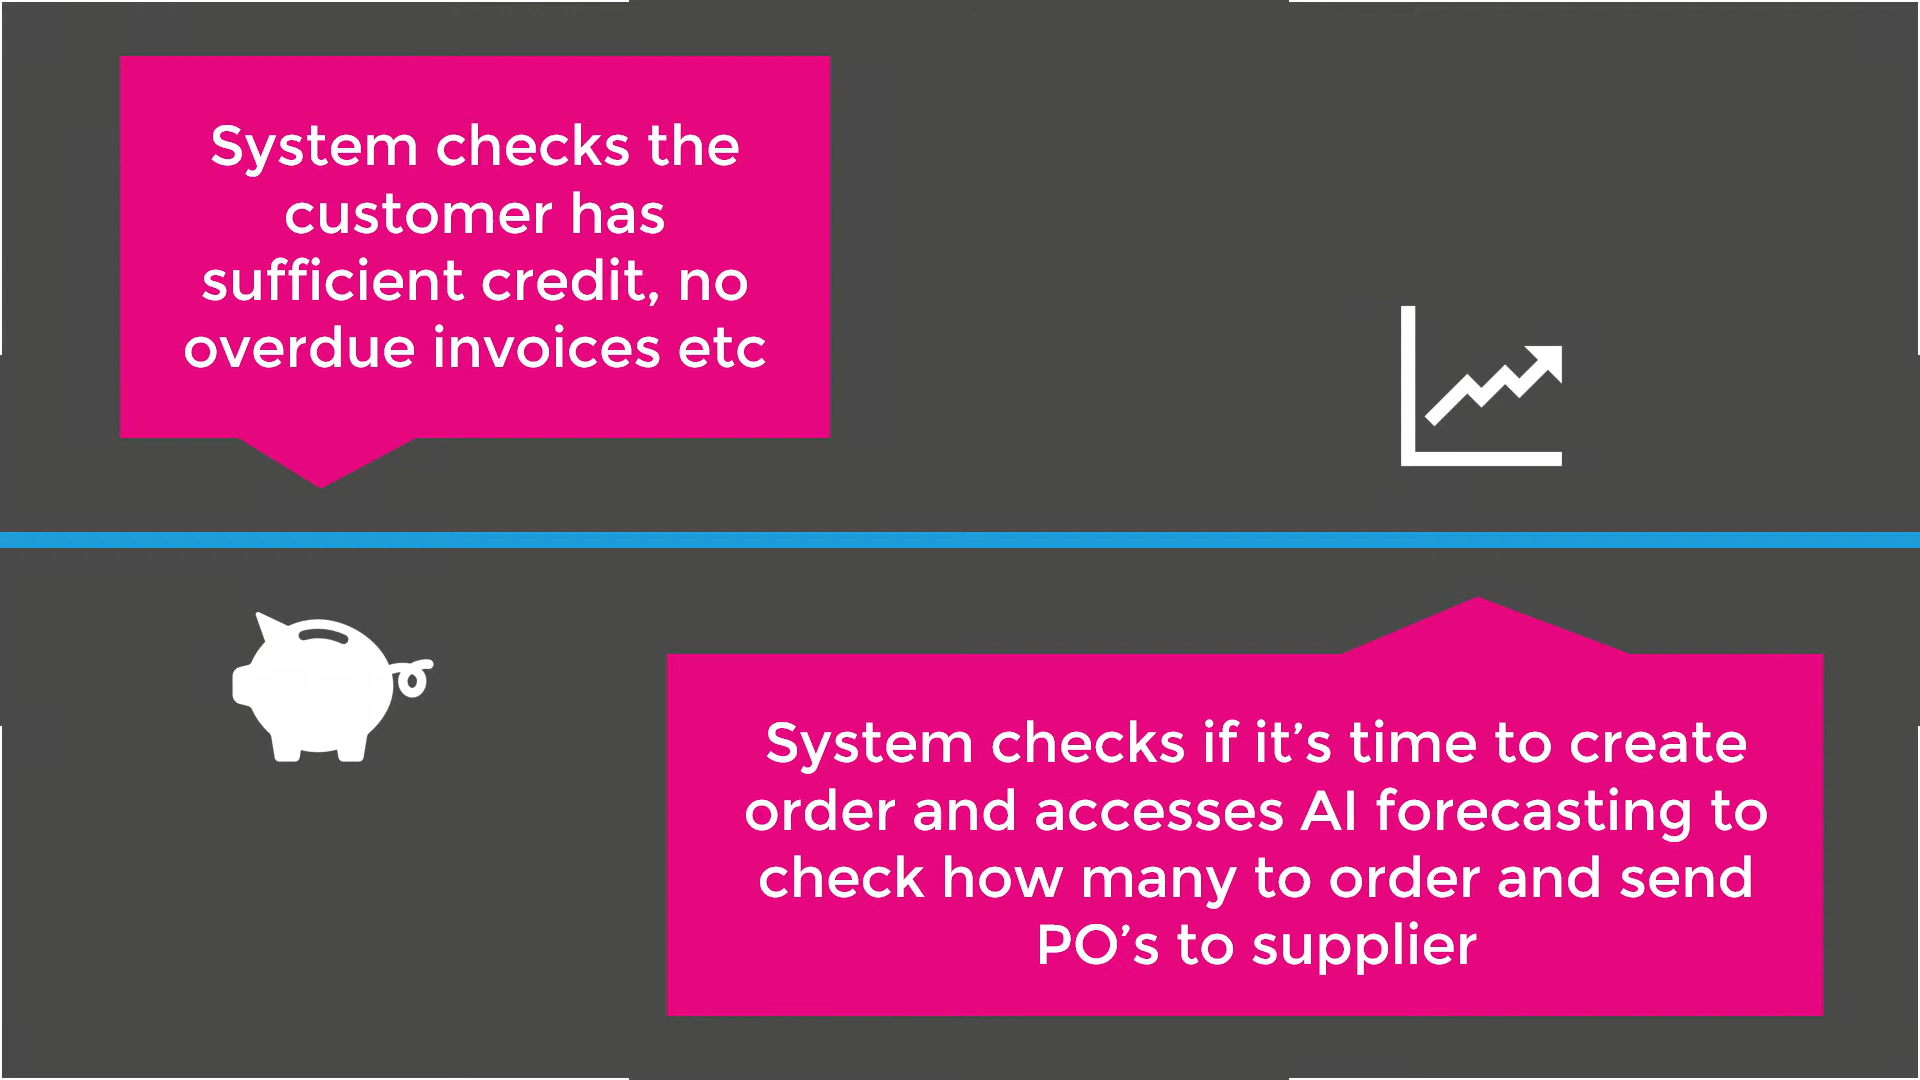 System checks the
customer has
sufficient credit, no
overdue invoices etc
System checks if it’s time to create
order and accesses AI forecasting to
check how many to order and send
PO’s to supplier